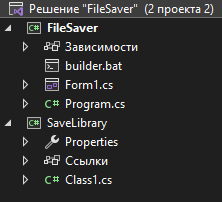 Решение "FileSaver" (2 проекта 2)
C# FileSaver
Зависимости
builder.bat
Form1.cs
C# Program.cs
C# SaveLibrary
Properties
Ссылки
C# Class1.cs